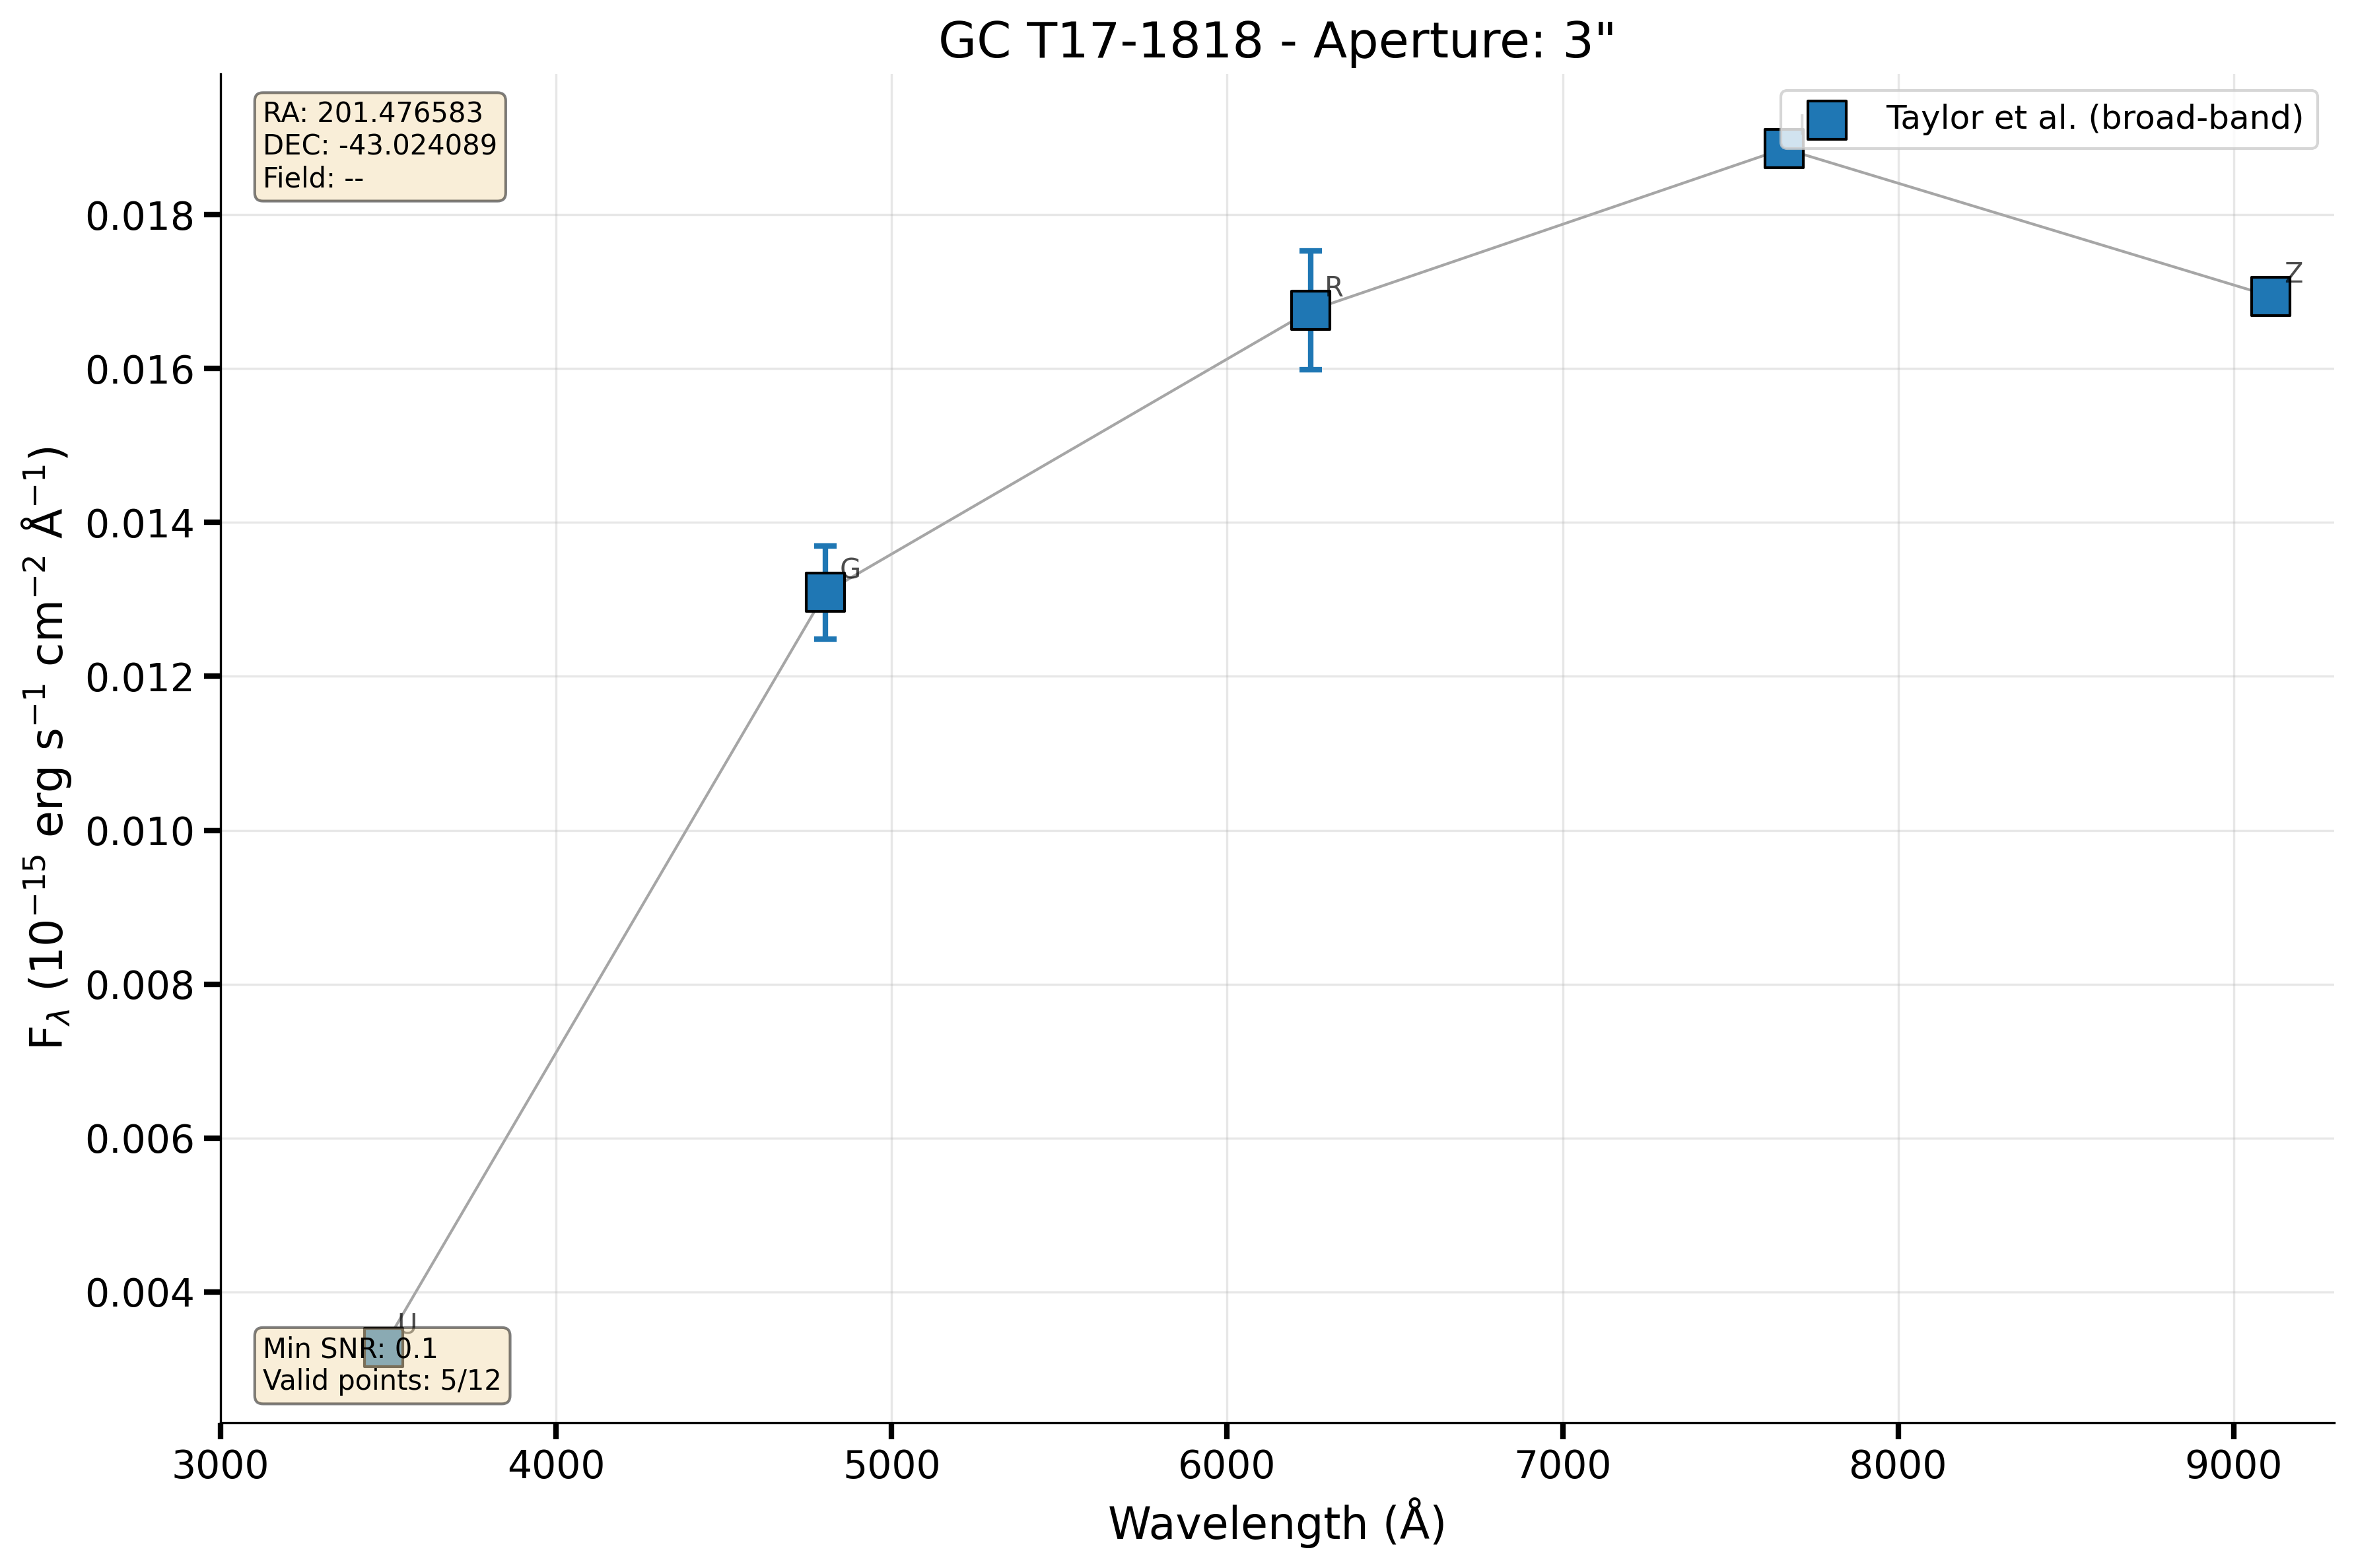 GC T17-1818 - Aperture: 3"
RA: 201.476583
DEC: -43.024089
Field: --
Taylor et al. (broad-band)
0.018
0.016
0.014
0.012
0.010
0.008
0.006
0.004
F_λ (10⁻¹⁵ erg s⁻¹ cm⁻² Å⁻¹)
U
G
R
Z
Min SNR: 0.1
Valid points: 5/12
3000 4000 5000 6000 7000 8000 9000
Wavelength (Å)